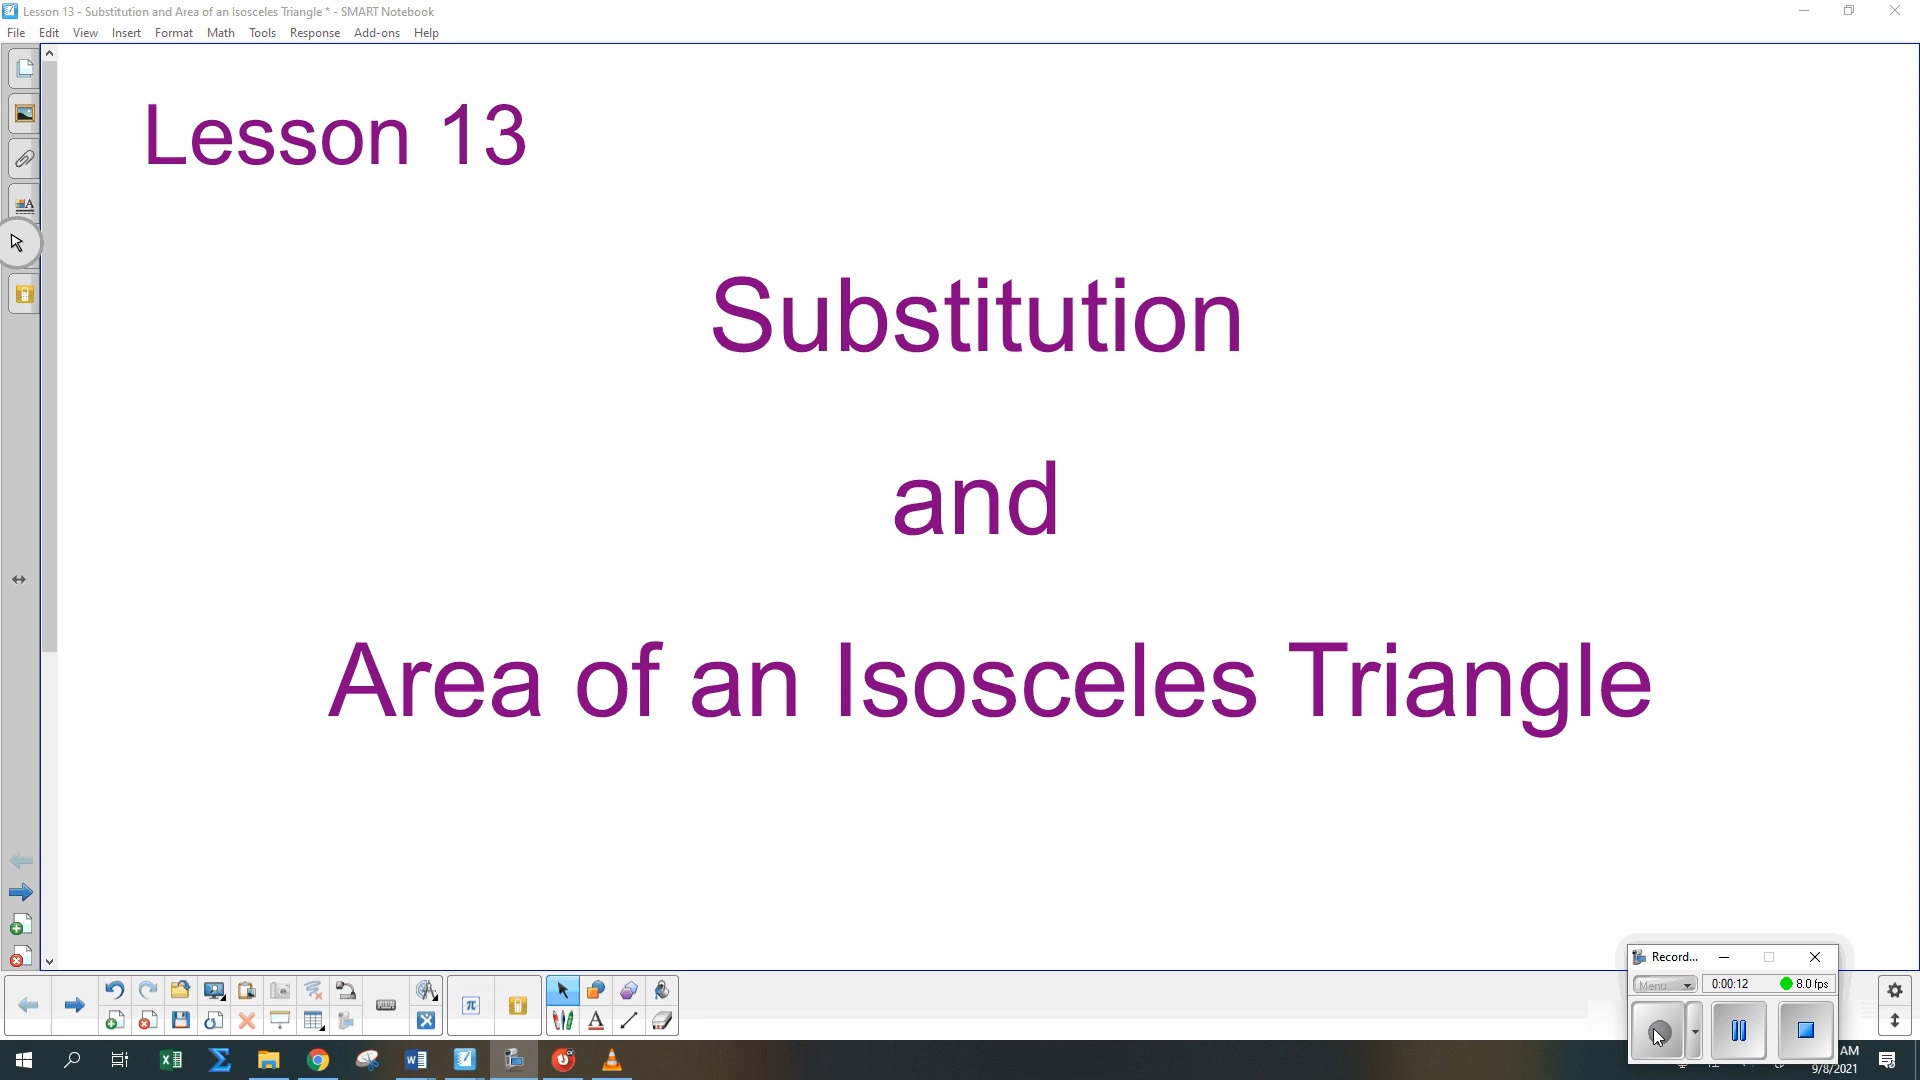 Lesson 13 - Substitution and Area of an Isosceles Triangle * - SMART Notebook
File Edit View Insert Format Math Tools Response Add-ons Help
Lesson 13
Substitution
and
Area of an Isosceles Triangle
Record...
Menu 0:00:12 8.0 fps
AM
9/8/2021